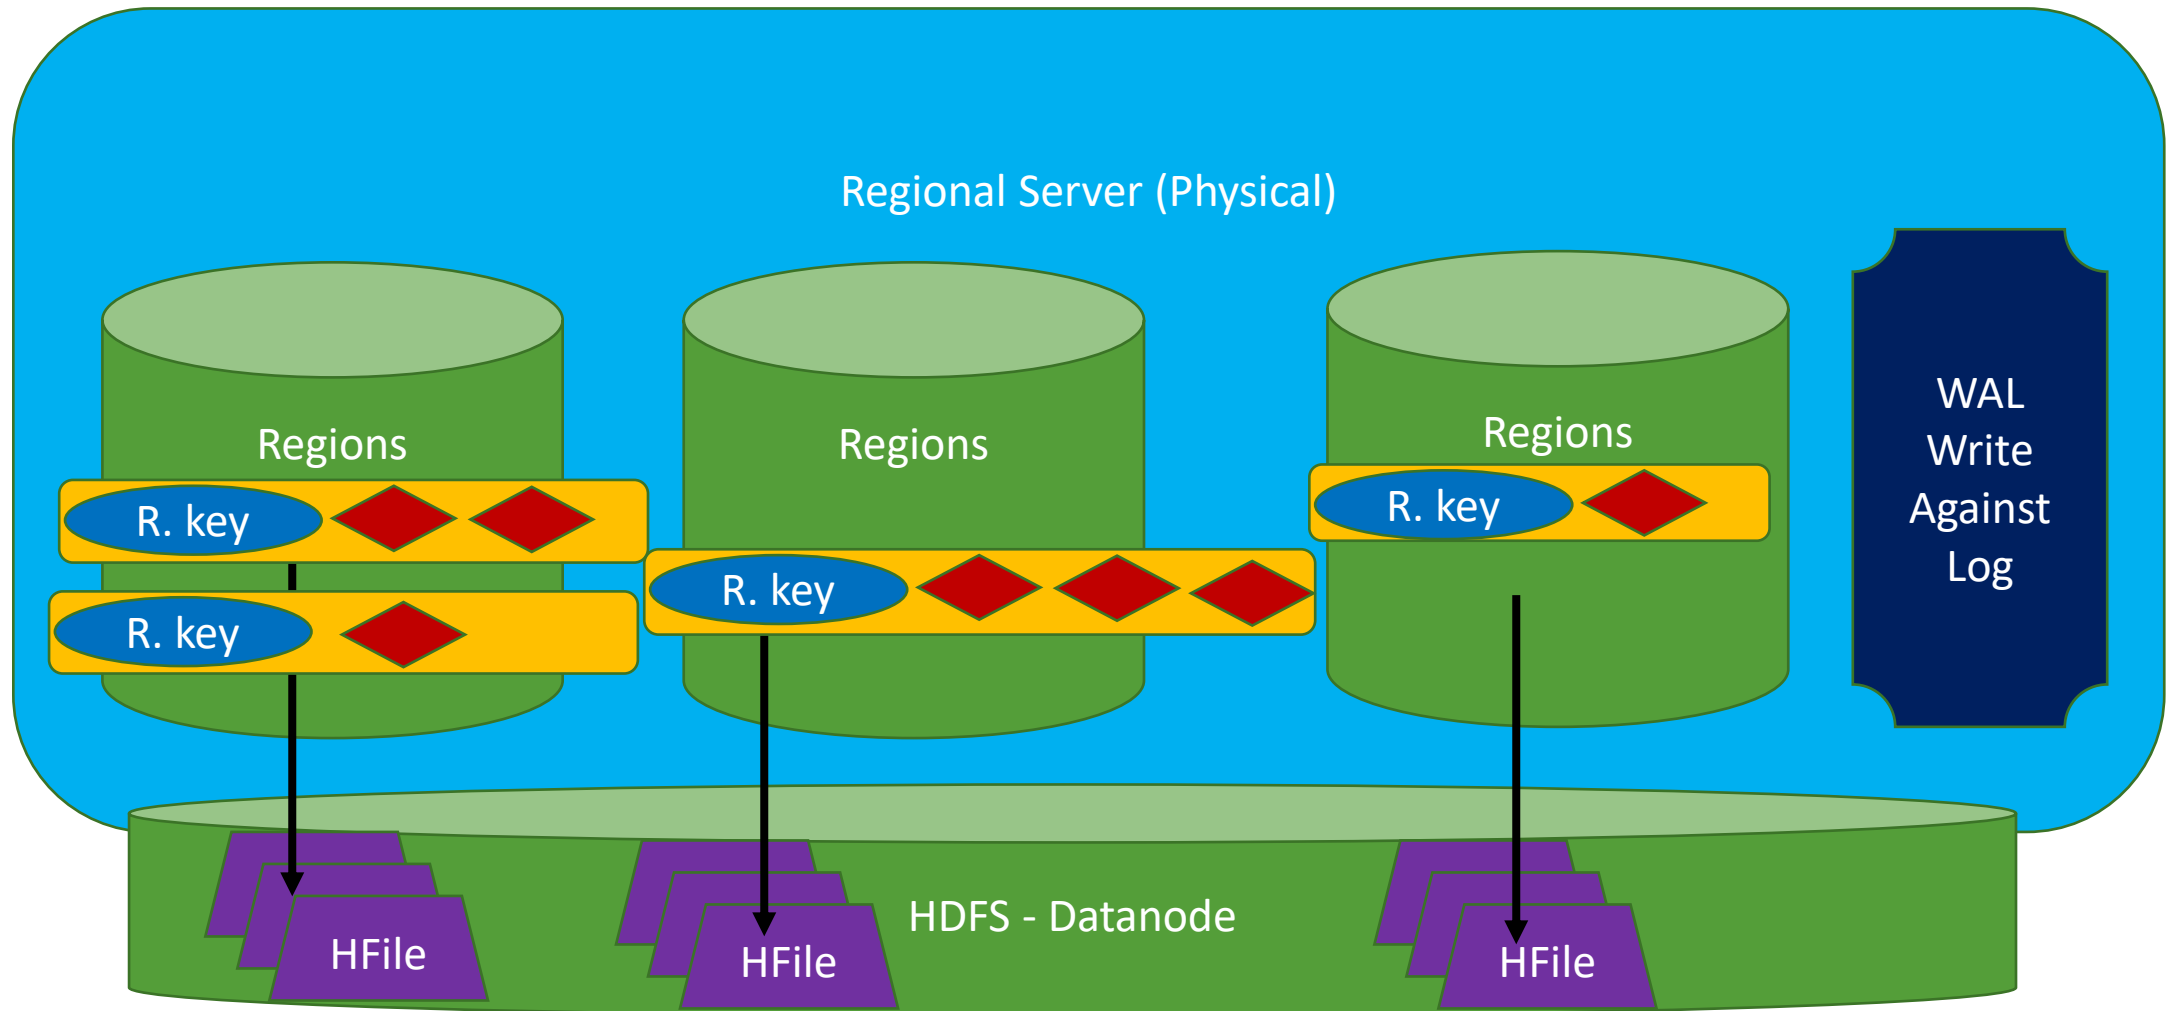 Regional Server (Physical)
Regions
R. key
R. key
Regions
R. key
Regions
R. key
WAL
Write
Against
Log
HDFS - Datanode
HFile
HFile
HFile